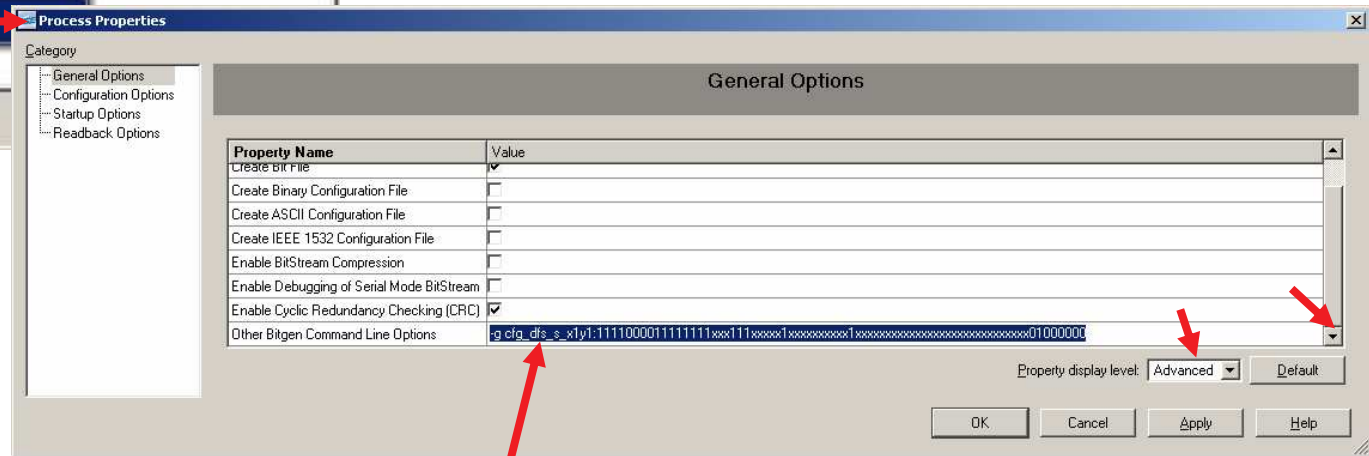 Process Properties
Category
General Options
Configuration Options
Startup Options
Readback Options
General Options
Property Name Value
Create Bit File
Create Binary Configuration File
Create ASCII Configuration File
Create IEEE 1532 Configuration File
Enable BitStream Compression
Enable Debugging of Serial Mode BitStream
Enable Cyclic Redundancy Checking (CRC)
Other Bitgen Command Line Options -g cfg_dfs_s_x1y1:1111000011111111xxx111xxxxx1xxxxxxxxxx1xxxxxxxxxxxxxxxxxxxxxxxxxxxxx01000000
Property display level: Advanced Default
OK Cancel Apply Help